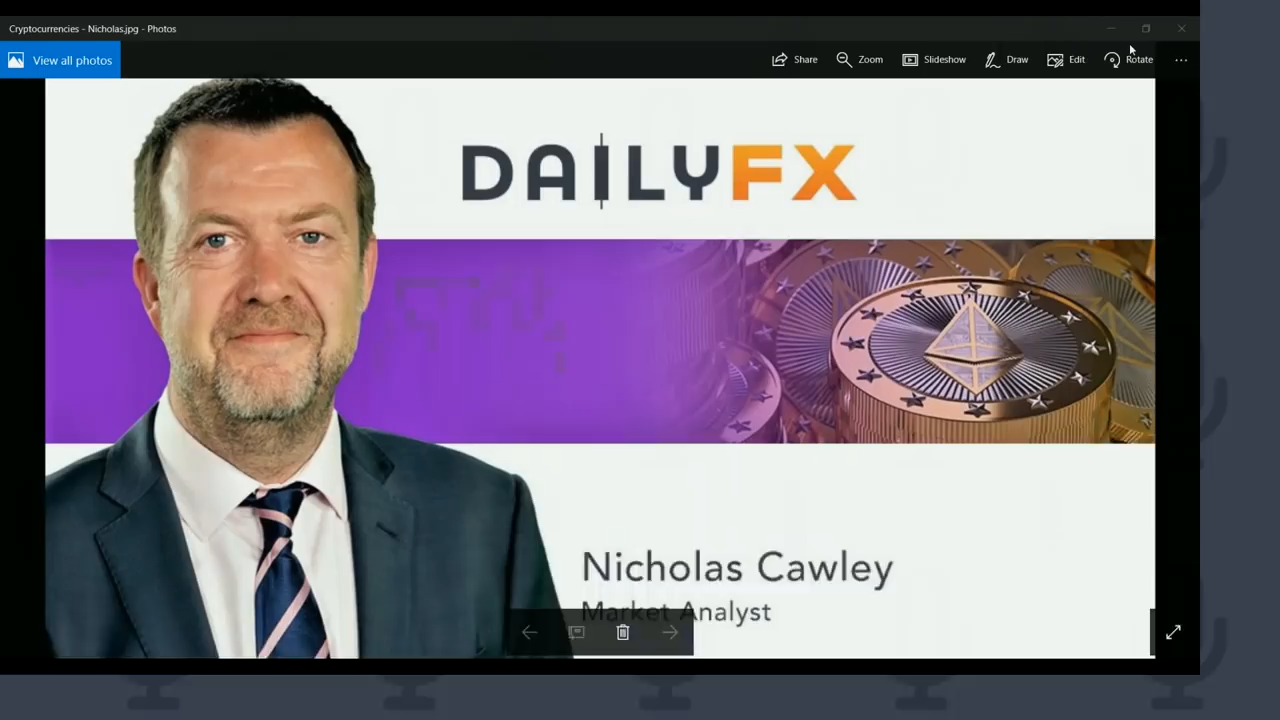 Cryptocurrencies - Nicholas.jpg - Photos
View all photos
Share
Zoom
Slideshow
Draw
Edit
Rotate
DAILYFX
Nicholas Cawley
Market Analyst